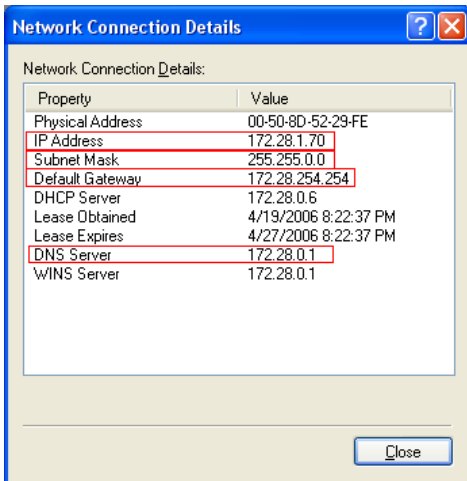 Network Connection Details
Network Connection Details:
Property Value
Physical Address 00-50-8D-52-29-FE
IP Address 172.28.1.70
Subnet Mask 255.255.0.0
Default Gateway 172.28.254.254
DHCP Server 172.28.0.6
Lease Obtained 4/19/2006 8:22:37 PM
Lease Expires 4/27/2006 8:22:37 PM
DNS Server 172.28.0.1
WINS Server 172.28.0.1
Close